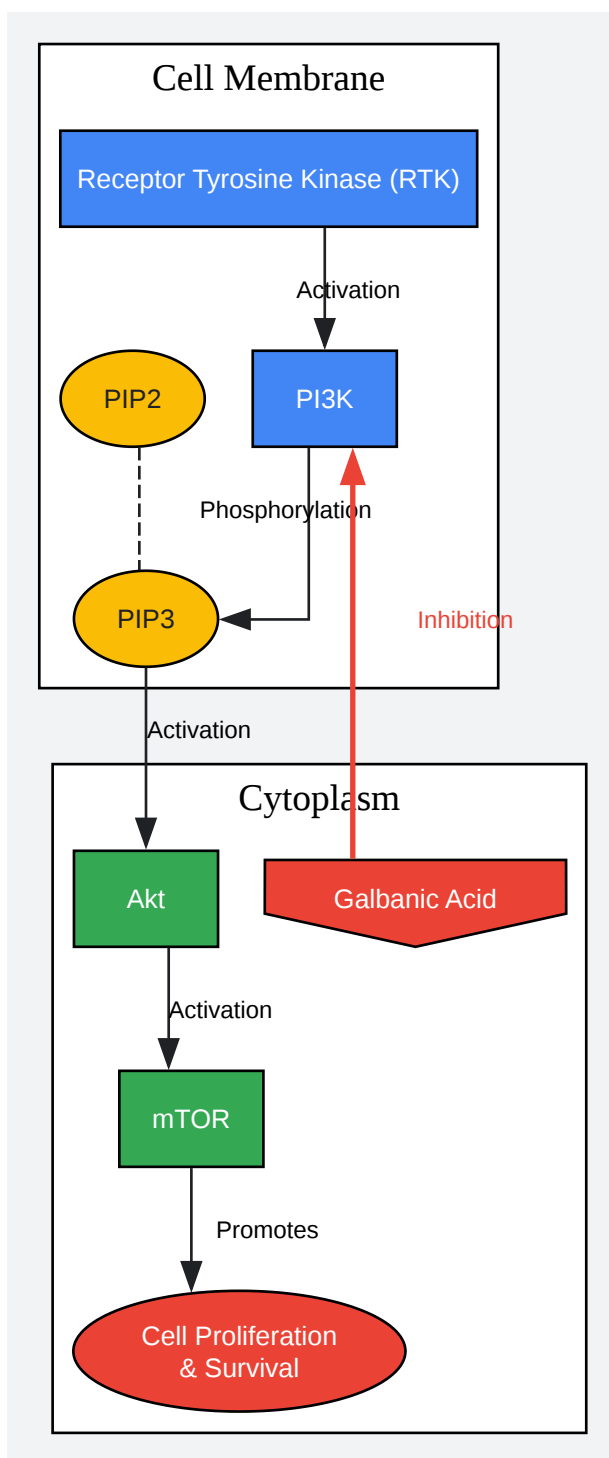 Cell Membrane
Receptor Tyrosine Kinase (RTK)
Activation
PIP2
PI3K
Phosphorylation
PIP3
Inhibition
Activation
Cytoplasm
Akt
Galbanic Acid
Activation
mTOR
Promotes
Cell Proliferation
& Survival